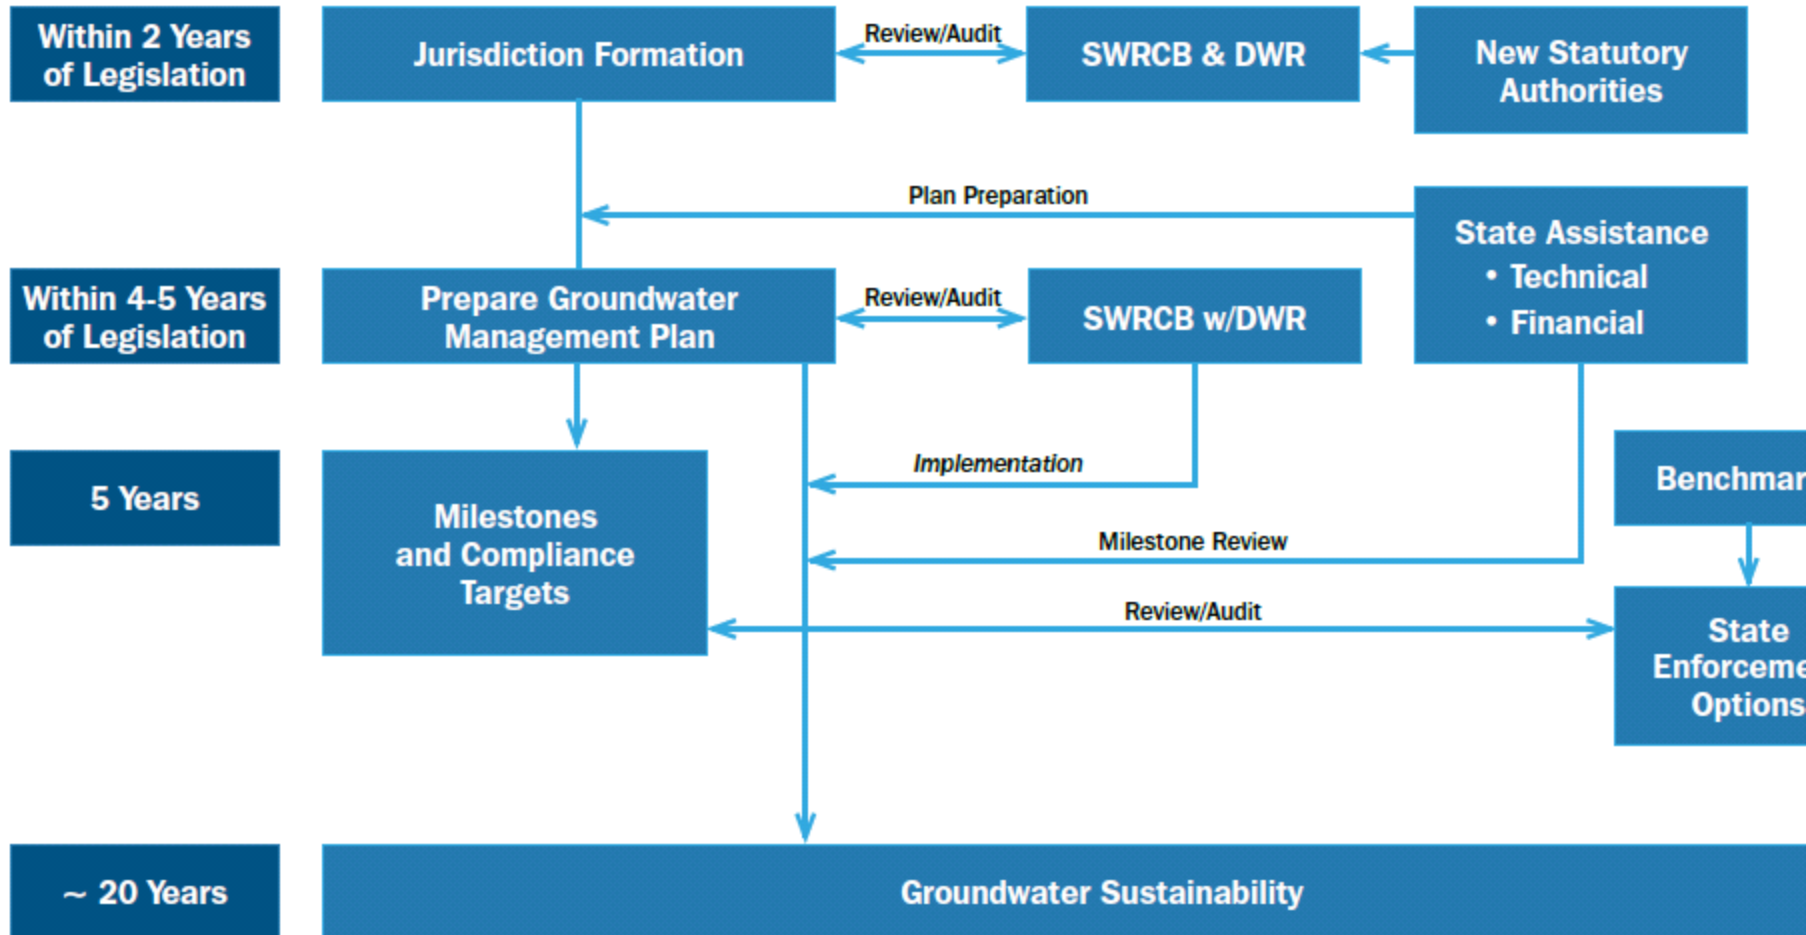 Within 2 Years
of Legislation
Jurisdiction Formation
Review/Audit
SWRCB & DWR
New Statutory
Authorities
Plan Preparation
State Assistance
• Technical
• Financial
Within 4-5 Years
of Legislation
Prepare Groundwater
Management Plan
Review/Audit
SWRCB w/DWR
Implementation
5 Years
Milestones
and Compliance
Targets
Milestone Review
Review/Audit
State
Options
~ 20 Years
Groundwater Sustainability